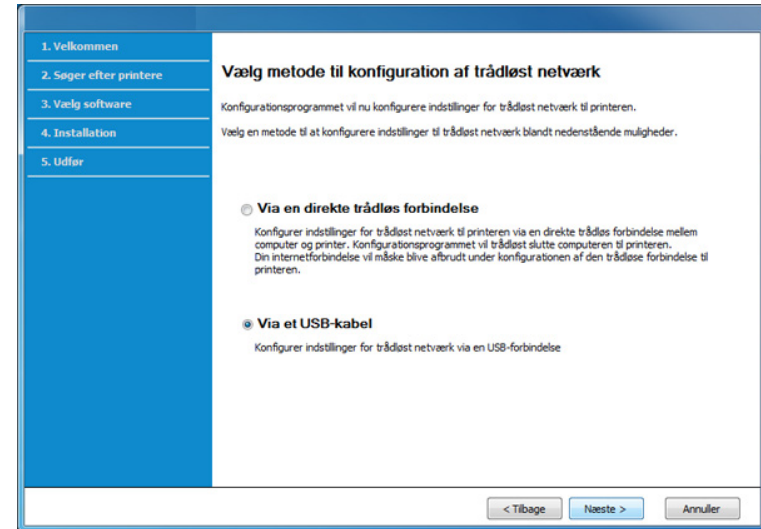 1. Velkommen
2. Søger efter printere
3. Vælg software
4. Installation
5. Udfør
Vælg metode til konfiguration af trådløst netværk
Konfigurationsprogrammet vil nu konfigurere indstillinger for trådløst netværk til printeren.
Vælg en metode til at konfigurere indstillinger til trådløst netværk blandt nedenstående muligheder.
Via en direkte trådløs forbindelse
Konfigurer indstillinger for trådløst netværk til printeren via en direkte trådløs forbindelse mellem
computer og printer. Konfigurationsprogrammet vil trådløst slutte computeren til printeren.
Din internetforbindelse vil måske blive afbrudt under konfigurationen af den trådløse forbindelse til
printeren.
Via et USB-kabel
Konfigurer indstillinger for trådløst netværk via en USB-forbindelse
< Tilbage
Næste >
Annuller